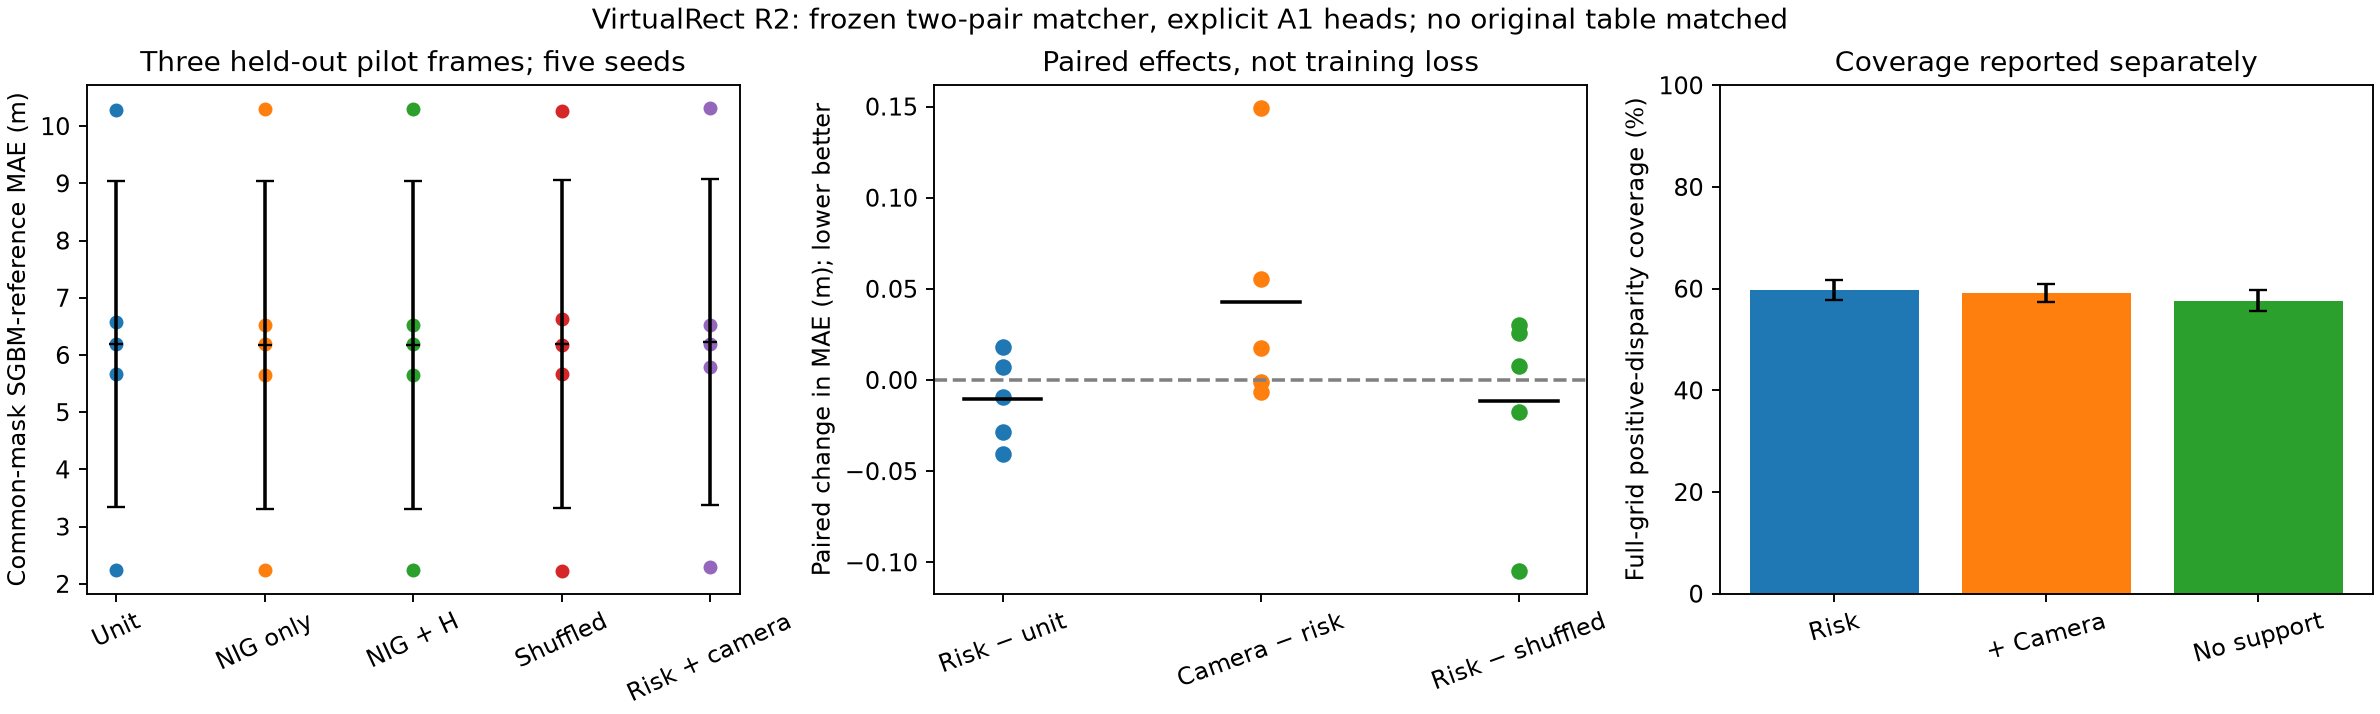 VirtualRect R2: frozen two-pair matcher, explicit A1 heads; no original table matched
Three held-out pilot frames; five seeds
Common-mask SGBM-reference MAE (m)
10
9
8
7
6
5
4
3
2
Unit
NIG only
NIG + H
Shuffled
Risk + camera
Paired effects, not training loss
Paired change in MAE (m); lower better
0.15
0.10
0.05
0.00
−0.05
−0.10
Risk − unit
Camera − risk
Risk − shuffled
Coverage reported separately
Full-grid positive-disparity coverage (%)
100
80
60
40
20
0
Risk
+ Camera
No support